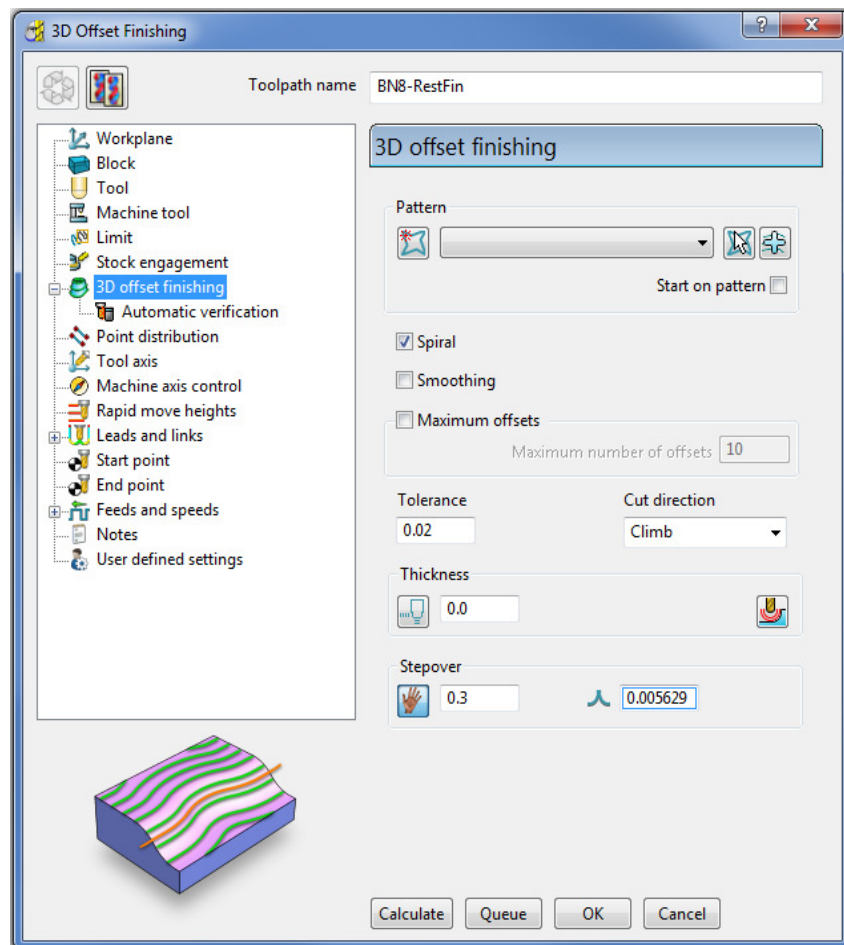 3D Offset Finishing
Toolpath name BN8-RestFin
Workplane
Block
Tool
Machine tool
Limit
Stock engagement
3D offset finishing
Automatic verification
Point distribution
Tool axis
Machine axis control
Rapid move heights
Leads and links
Start point
End point
Feeds and speeds
Notes
User defined settings
3D offset finishing
Pattern
Start on pattern
Spiral
Smoothing
Maximum offsets
Maximum number of offsets 10
Tolerance Cut direction
0.02 Climb
Thickness
0.0
Stepover
0.3 0.005629
Calculate Queue OK Cancel